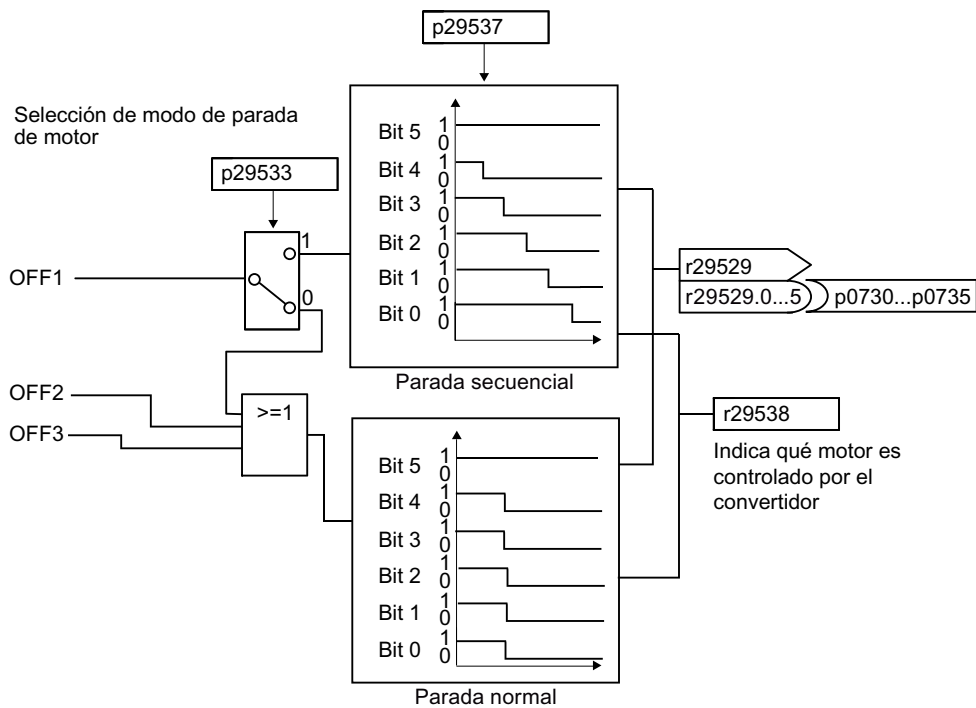 p29537
Selección de modo de parada
de motor
p29533
1
0
OFF1
Bit 5 1 0
Bit 4 1 0
Bit 3 1 0
Bit 2 1 0
Bit 1 1 0
Bit 0 1 0
Parada secuencial
r29529
r29529.0...5
p0730...p0735
OFF2
OFF3
>=1
Bit 5 1 0
Bit 4 1 0
Bit 3 1 0
Bit 2 1 0
Bit 1 1 0
Bit 0 1 0
Parada normal
r29538
Indica qué motor es
controlado por el
convertidor